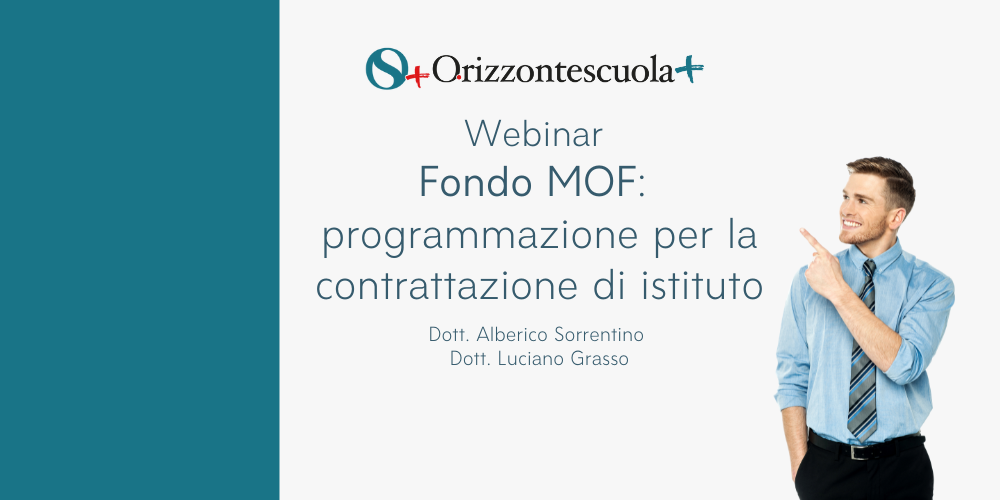 Orizzontescuola
Webinar
Fondo MOF:
programmazione per la
contrattazione di istituto
Dott. Alberico Sorrentino
Dott. Luciano Grasso